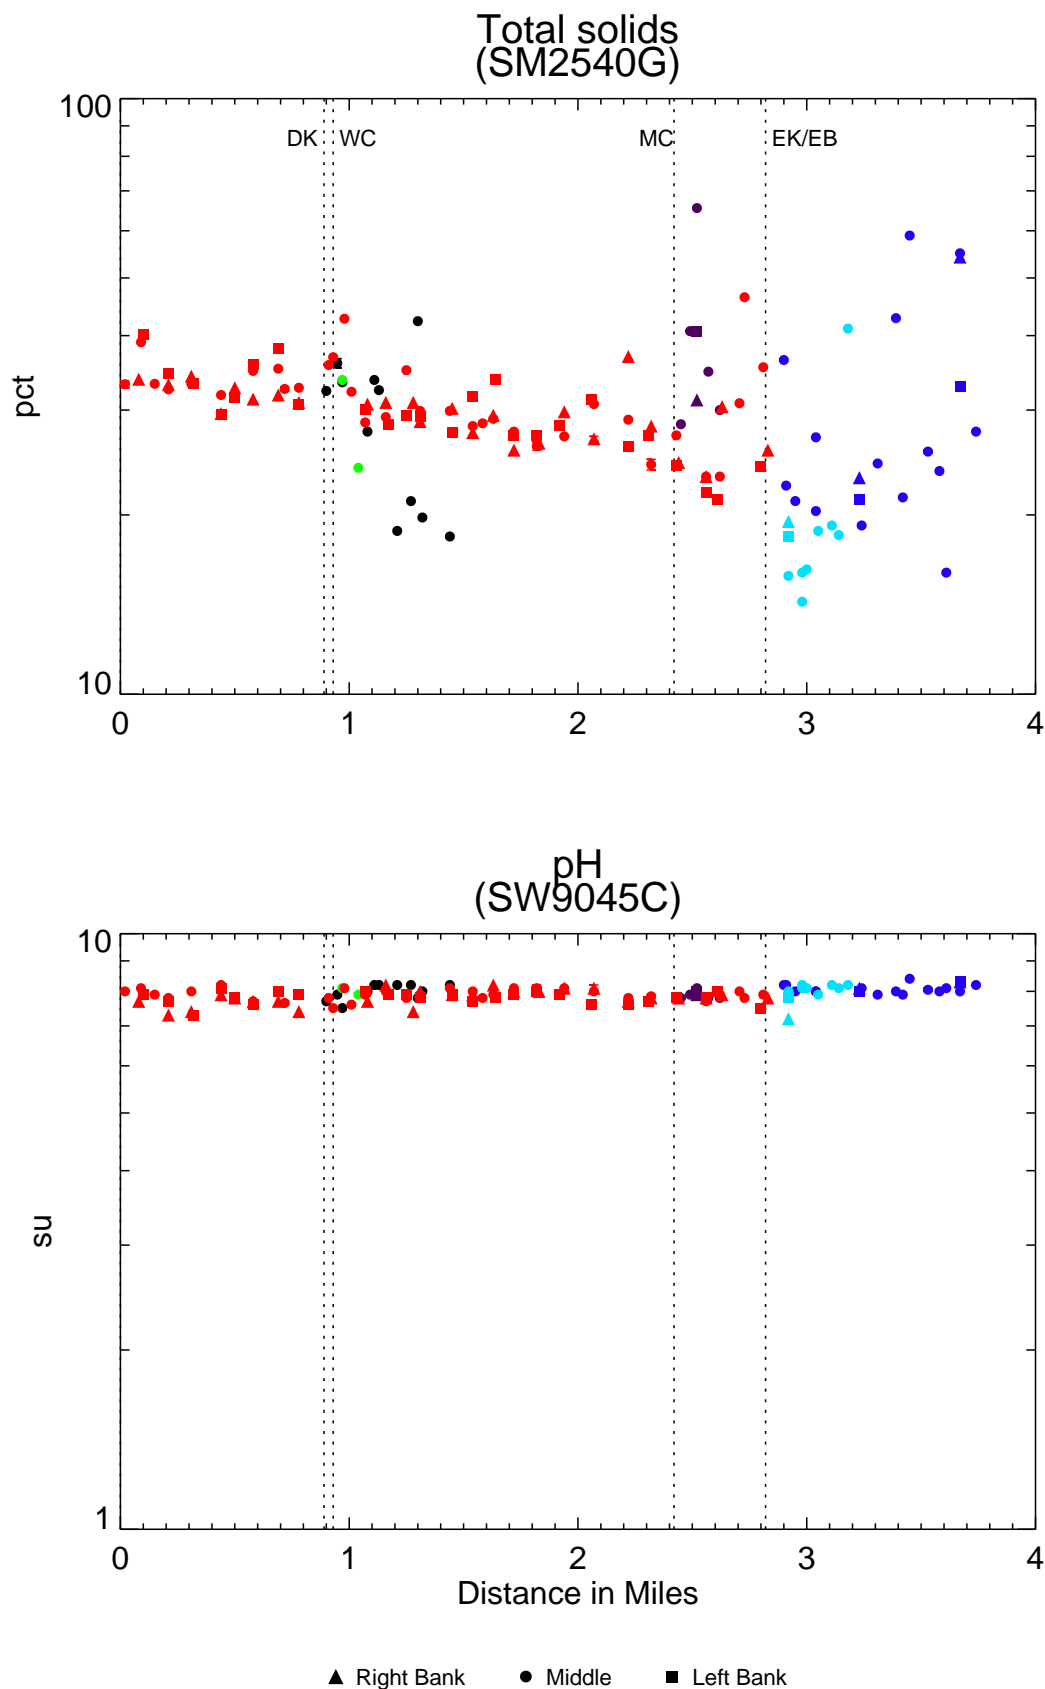 Total solids
(SM2540G)
100
DK WC MC EK/EB
pct
10
0 1 2 3 4
pH
(SW9045C)
10
su
1
0 1 2 3 4
Distance in Miles
Right Bank Middle Left Bank